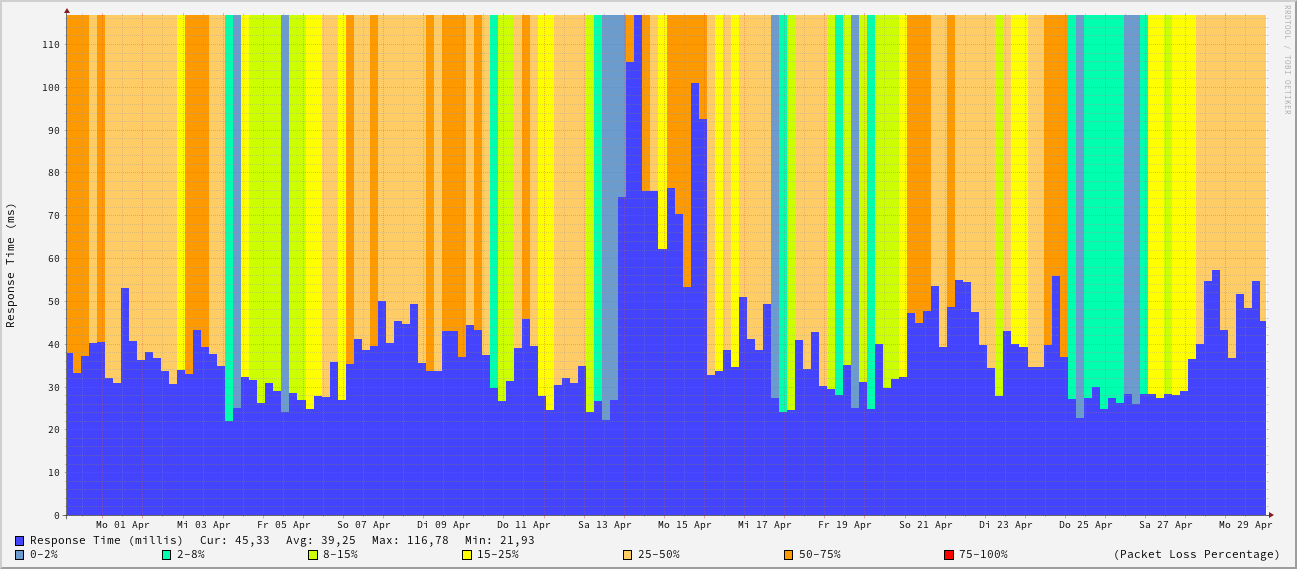 RRDTOOL / TOBI OETIKER
Response Time (ms)
110
100
90
80
70
60
50
40
30
20
10
0
Mo 01 Apr Mi 03 Apr Fr 05 Apr So 07 Apr Di 09 Apr Do 11 Apr Sa 13 Apr Mo 15 Apr Mi 17 Apr Fr 19 Apr So 21 Apr Di 23 Apr Do 25 Apr Sa 27 Apr Mo 29 Apr
Response Time (millis) Cur: 45,33 Avg: 39,25 Max: 116,78 Min: 21,93
0-2% 2-8% 8-15% 15-25% 25-50% 50-75% 75-100% (Packet Loss Percentage)